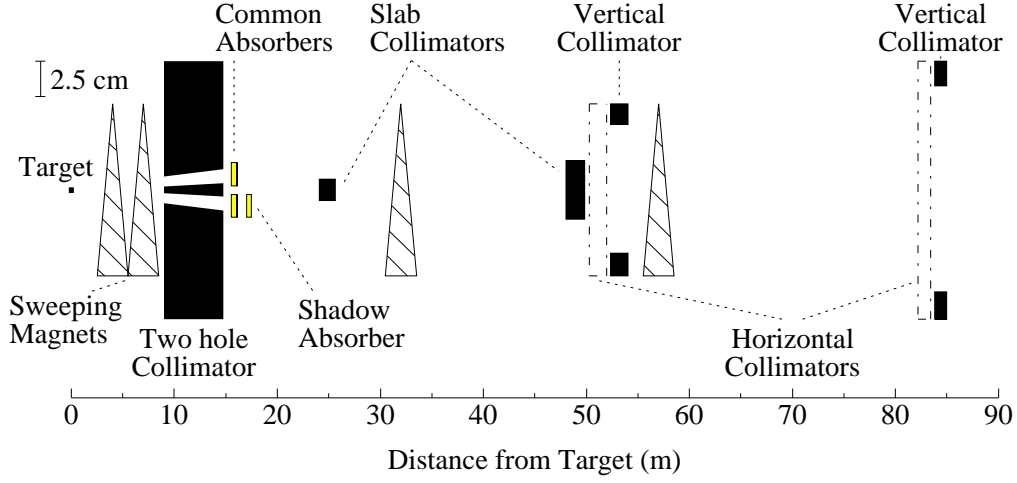 Common
Absorbers
Slab
Collimators
Vertical
Collimator
Vertical
Collimator
2.5 cm
Target
Sweeping
Magnets
Two hole
Collimator
Shadow
Absorber
Horizontal
Collimators
0 10 20 30 40 50 60 70 80 90
Distance from Target (m)